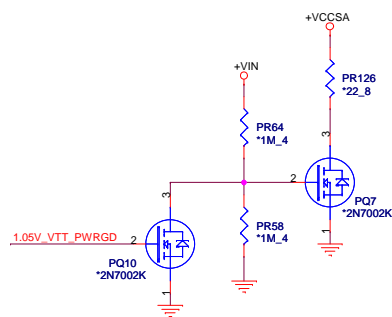 +VCCSA
+VIN
PR126
*22_8
PR64
*1M_4
3
3
2
PQ7
*2N7002K
1.05V_VTT_PWRGD
2
PR58
*1M_4
1
PQ10
*2N7002K
1